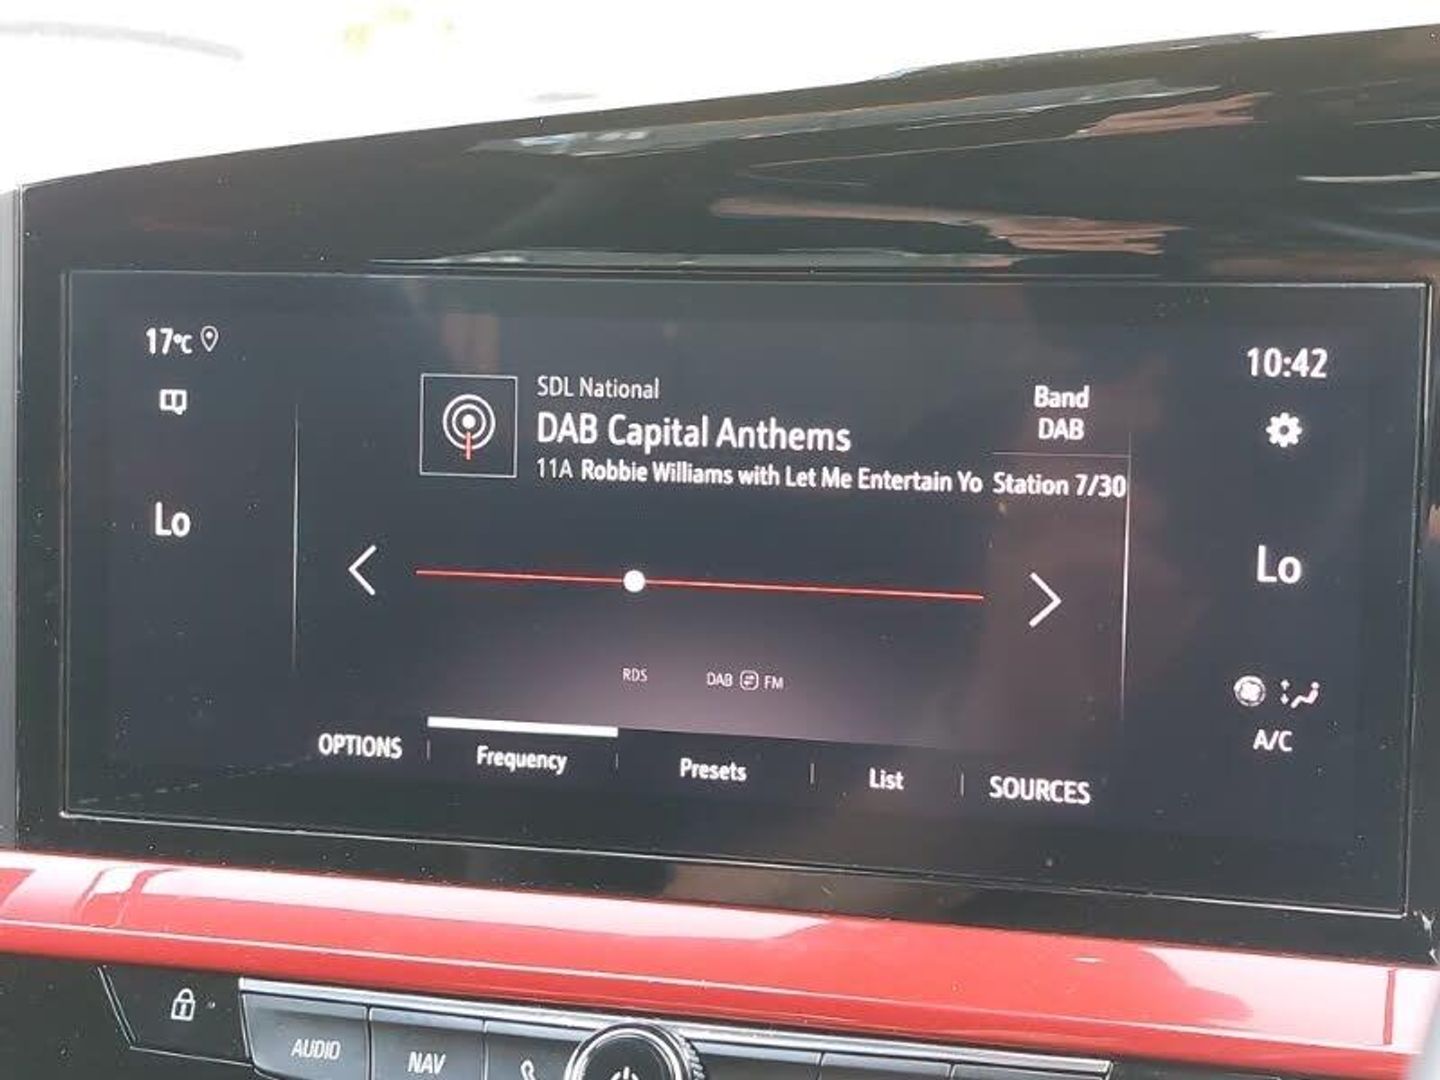 17°C
10:42
SDL National
DAB Capital Anthems
11A Robbie Williams with Let Me Entertain Yo
Band
DAB
Station 7/30
Lo
Lo
RDS
DAB FM
A/C
OPTIONS
Frequency
Presets
List
SOURCES
AUDIO
NAV